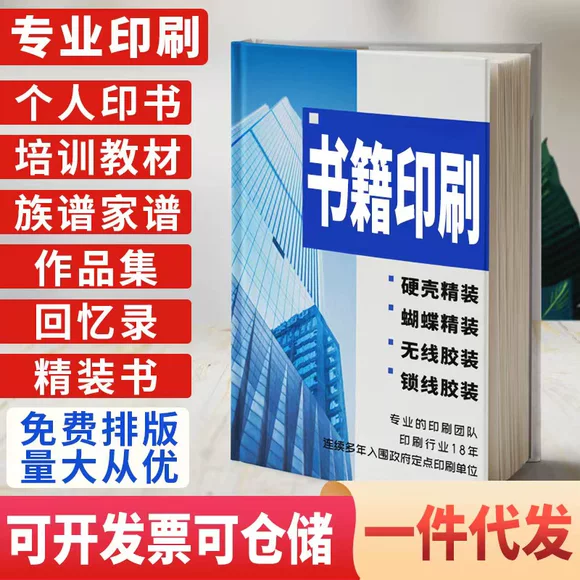 专业印刷
个人印书
培训教材
族谱家谱
作品集
回忆录
精装书
免费排版
量大从优
书籍印刷
硬壳精装
蝴蝶精装
无线胶装
锁线胶装
专业的印刷团队
印刷行业18年
连续多年入围政府定点印刷单位
可开发票可仓储
一件代发